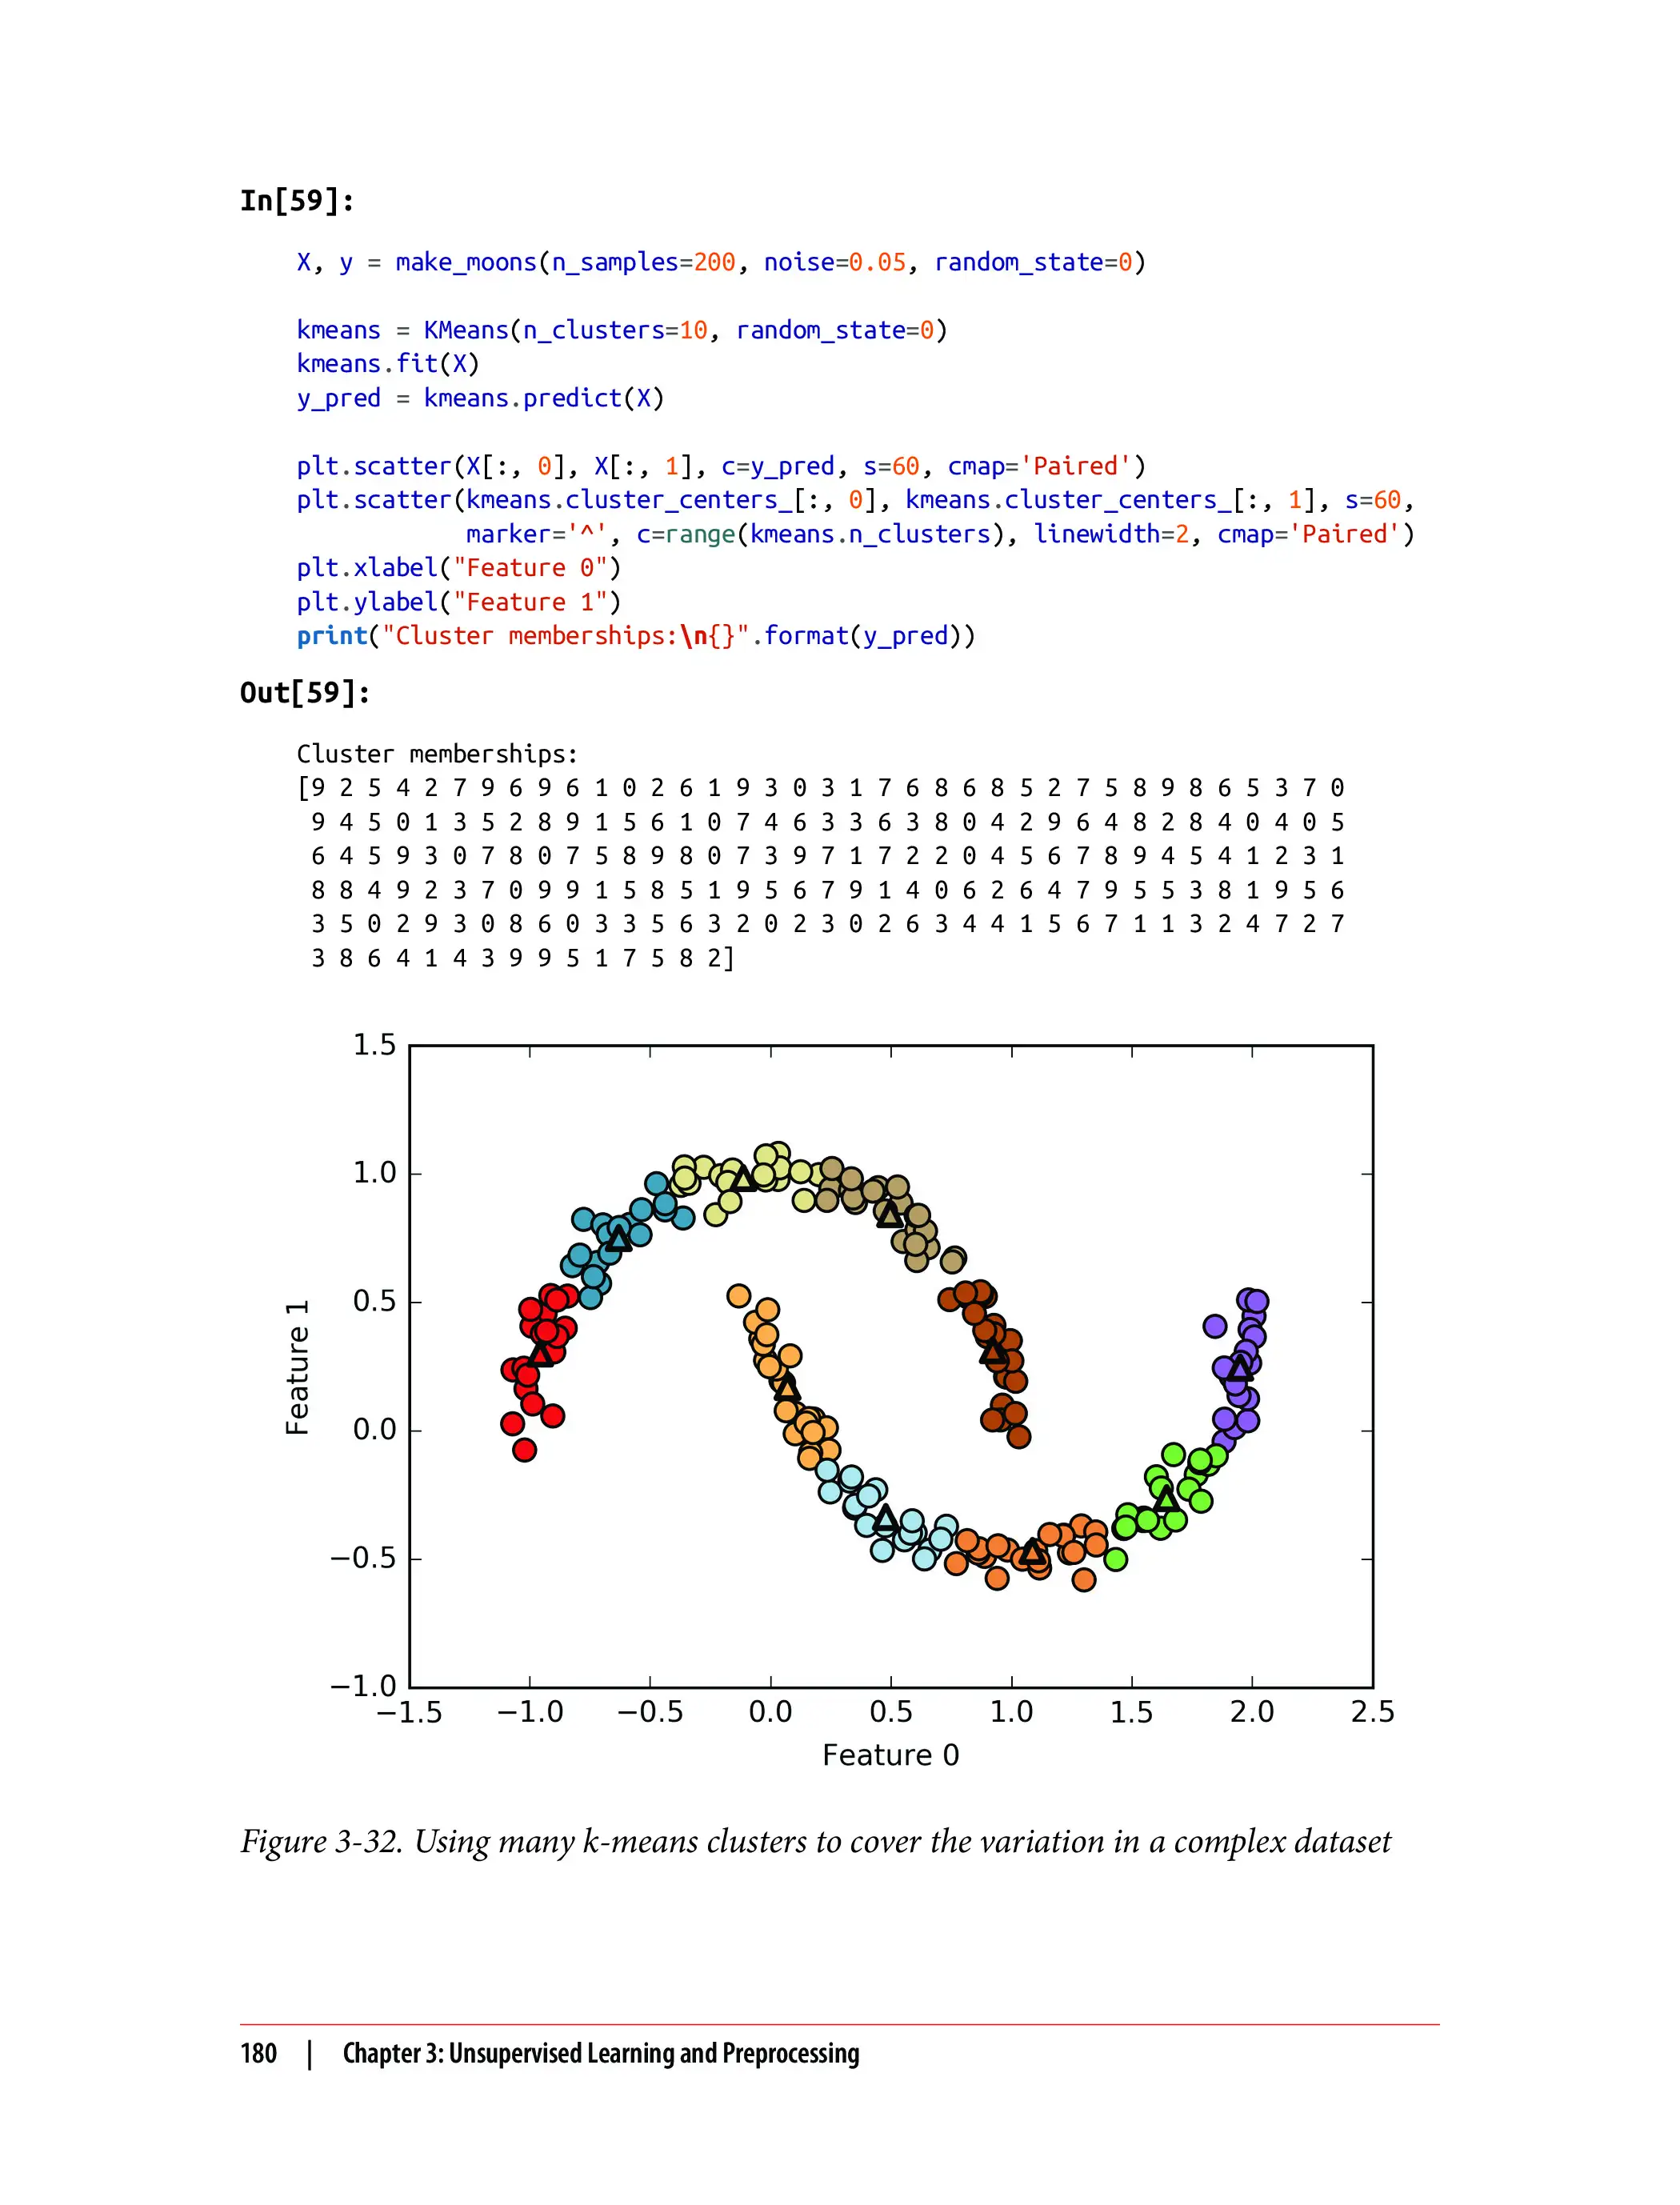 In[59]:
X, y = make_moons(n_samples=200, noise=0.05, random_state=0)
kmeans = KMeans(n_clusters=10, random_state=0)
kmeans.fit(X)
y_pred = kmeans.predict(X)
plt.scatter(X[:, 0], X[:, 1], c=y_pred, s=60, cmap='Paired')
plt.scatter(kmeans.cluster_centers_[:, 0], kmeans.cluster_centers_[:, 1], s=60,
            marker='^', c=range(kmeans.n_clusters), linewidth=2, cmap='Paired')
plt.xlabel("Feature 0")
plt.ylabel("Feature 1")
print("Cluster memberships:\n{}".format(y_pred))
Out[59]:
Cluster memberships:
[9 2 5 4 2 7 9 6 9 6 1 0 2 6 1 9 3 0 3 1 7 6 8 6 8 5 2 7 5 8 9 8 6 5 3 7 0
 9 4 5 0 1 3 5 2 8 9 1 5 6 1 0 7 4 6 3 3 6 3 8 0 4 2 9 6 4 8 2 8 4 0 4 0 5
 6 4 5 9 3 0 7 8 0 7 5 8 9 8 0 7 3 9 7 1 7 2 2 0 4 5 6 7 8 9 4 5 4 1 2 3 1
 8 8 4 9 2 3 7 0 9 9 1 5 8 5 1 9 5 6 7 9 1 4 0 6 2 6 4 7 9 5 5 3 8 1 9 5 6
 3 5 0 2 9 3 0 8 6 0 3 3 5 6 3 2 0 2 3 0 2 6 3 4 4 1 5 6 7 1 1 3 2 4 7 2 7
 3 8 6 4 1 4 3 9 9 5 1 7 5 8 2]
1.5
1.0
0.5
0.0
−0.5
−1.0
Feature 1
−1.5 −1.0 −0.5 0.0 0.5 1.0 1.5 2.0 2.5
Feature 0
Figure 3-32. Using many k-means clusters to cover the variation in a complex dataset
180 | Chapter 3: Unsupervised Learning and Preprocessing